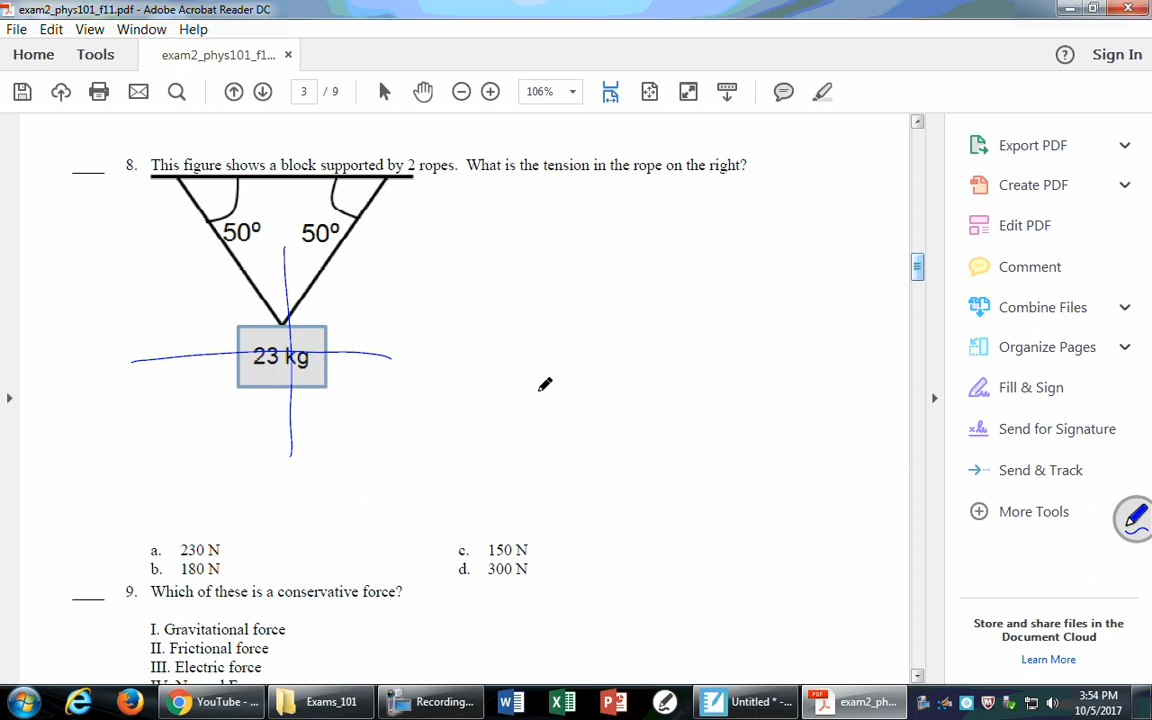 exam2_phys101_f11.pdf - Adobe Acrobat Reader DC
File Edit View Window Help
Home Tools exam2_phys101_f1... × Sign In
3 / 9 106%
8. This figure shows a block supported by 2 ropes. What is the tension in the rope on the right?
50º 50º
23 kg
a. 230 N c. 150 N
b. 180 N d. 300 N
9. Which of these is a conservative force?
I. Gravitational force
II. Frictional force
III. Electric force
Export PDF
Create PDF
Edit PDF
Comment
Combine Files
Organize Pages
Fill & Sign
Send for Signature
Send & Track
More Tools
Store and share files in the
Document Cloud
Learn More
YouTube - ... Exams_101 Recording... Untitled * -... exam2_ph... 3:54 PM
10/5/2017